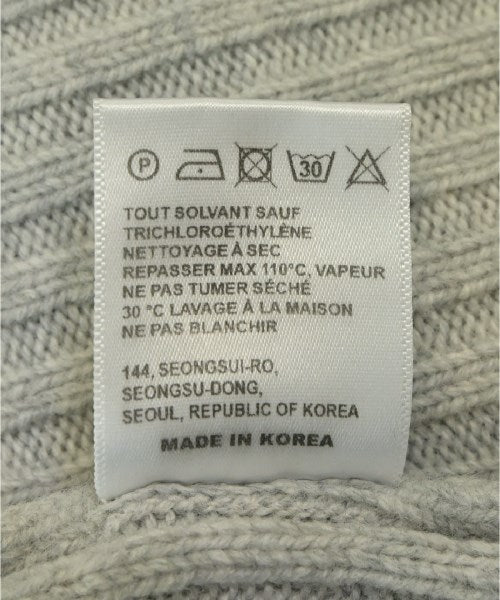 P
30
TOUT SOLVANT SAUF
TRICHLOROÉTHYLÈNE
NETTOYAGE À SEC
REPASSER MAX 110°C, VAPEUR
NE PAS TUMER SÉCHÉ
30 °C LAVAGE À LA MAISON
NE PAS BLANCHIR
144, SEONGSUI-RO,
SEONGSU-DONG,
SEOUL, REPUBLIC OF KOREA
MADE IN KOREA